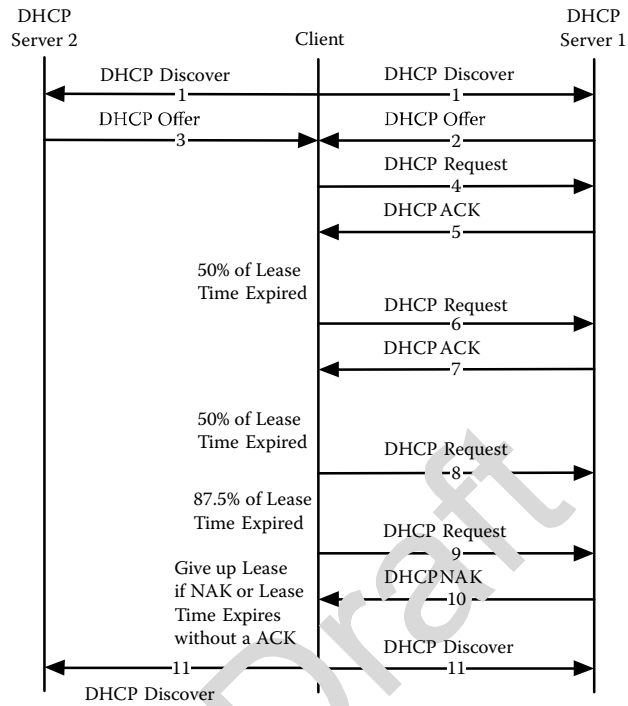 DHCP
Server 2
Client
DHCP
Server 1
DHCP Discover
DHCP Discover
1
1
DHCP Offer
DHCP Offer
3
2
DHCP Request
4
DHCP ACK
5
50% of Lease
Time Expired
DHCP Request
6
DHCP ACK
7
50% of Lease
Time Expired
DHCP Request
8
87.5% of Lease
Time Expired
DHCP Request
9
Give up Lease
if NAK or Lease
Time Expires
without a ACK
DHCP NAK
10
DHCP Discover
11
11
DHCP Discover
Draft